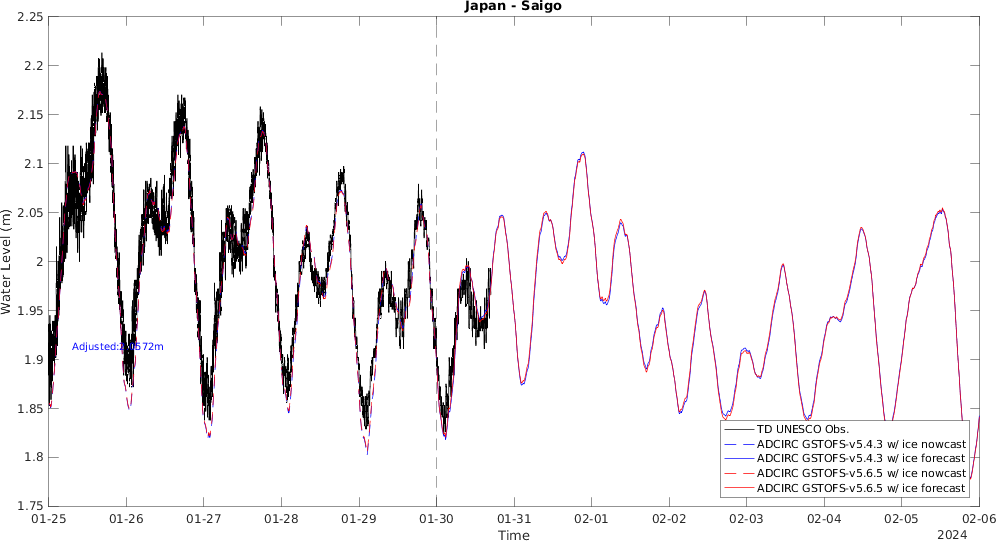 Japan - Saigo
Water Level (m)
2.25
2.2
2.15
2.1
2.05
2
1.95
1.9
1.85
1.8
1.75
TD UNESCO Obs.
ADCIRC GSTOFS-v5.4.3 w/ ice nowcast
ADCIRC GSTOFS-v5.4.3 w/ ice forecast
ADCIRC GSTOFS-v5.6.5 w/ ice nowcast
ADCIRC GSTOFS-v5.6.5 w/ ice forecast
01-25 01-26 01-27 01-28 01-29 01-30 01-31 02-01 02-02 02-03 02-04 02-05 02-06
Time
2024